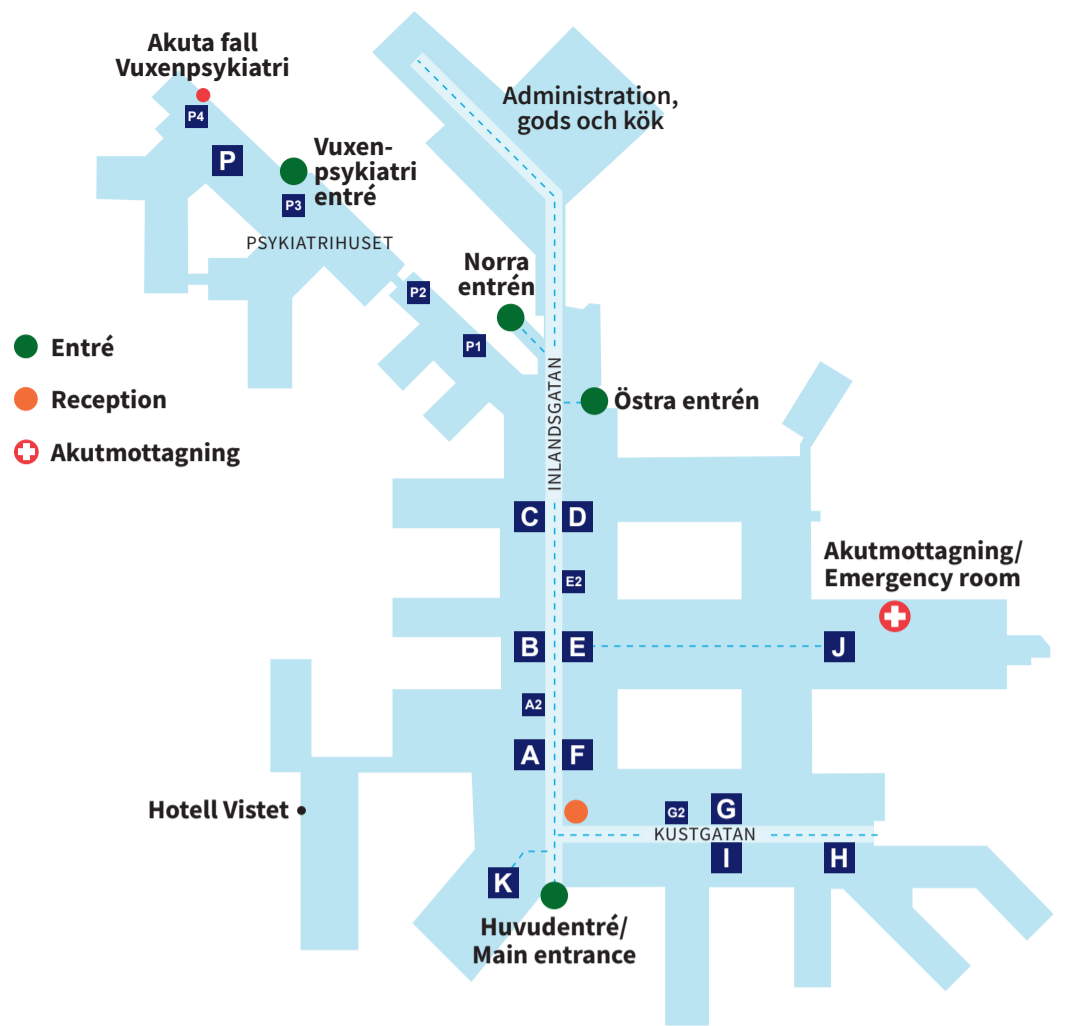 Akuta fall
Vuxenpsykiatri
P4
P
Administration,
gods och kök
Vuxen-
psykiatri
entré
P3
PSYKIATRIHUSET
Norra
entrén
P2
P1
Entré
Reception
Akutmottagning
INLANDSGATAN
Östra entrén
C
D
E2
Akutmottagning/
Emergency room
B
E
J
A2
A
F
Hotell Vistet
G2
G
KUSTGATAN
I
H
K
Huvudentré/
Main entrance